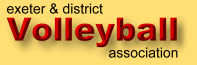 exeter & district
Volleyball
association